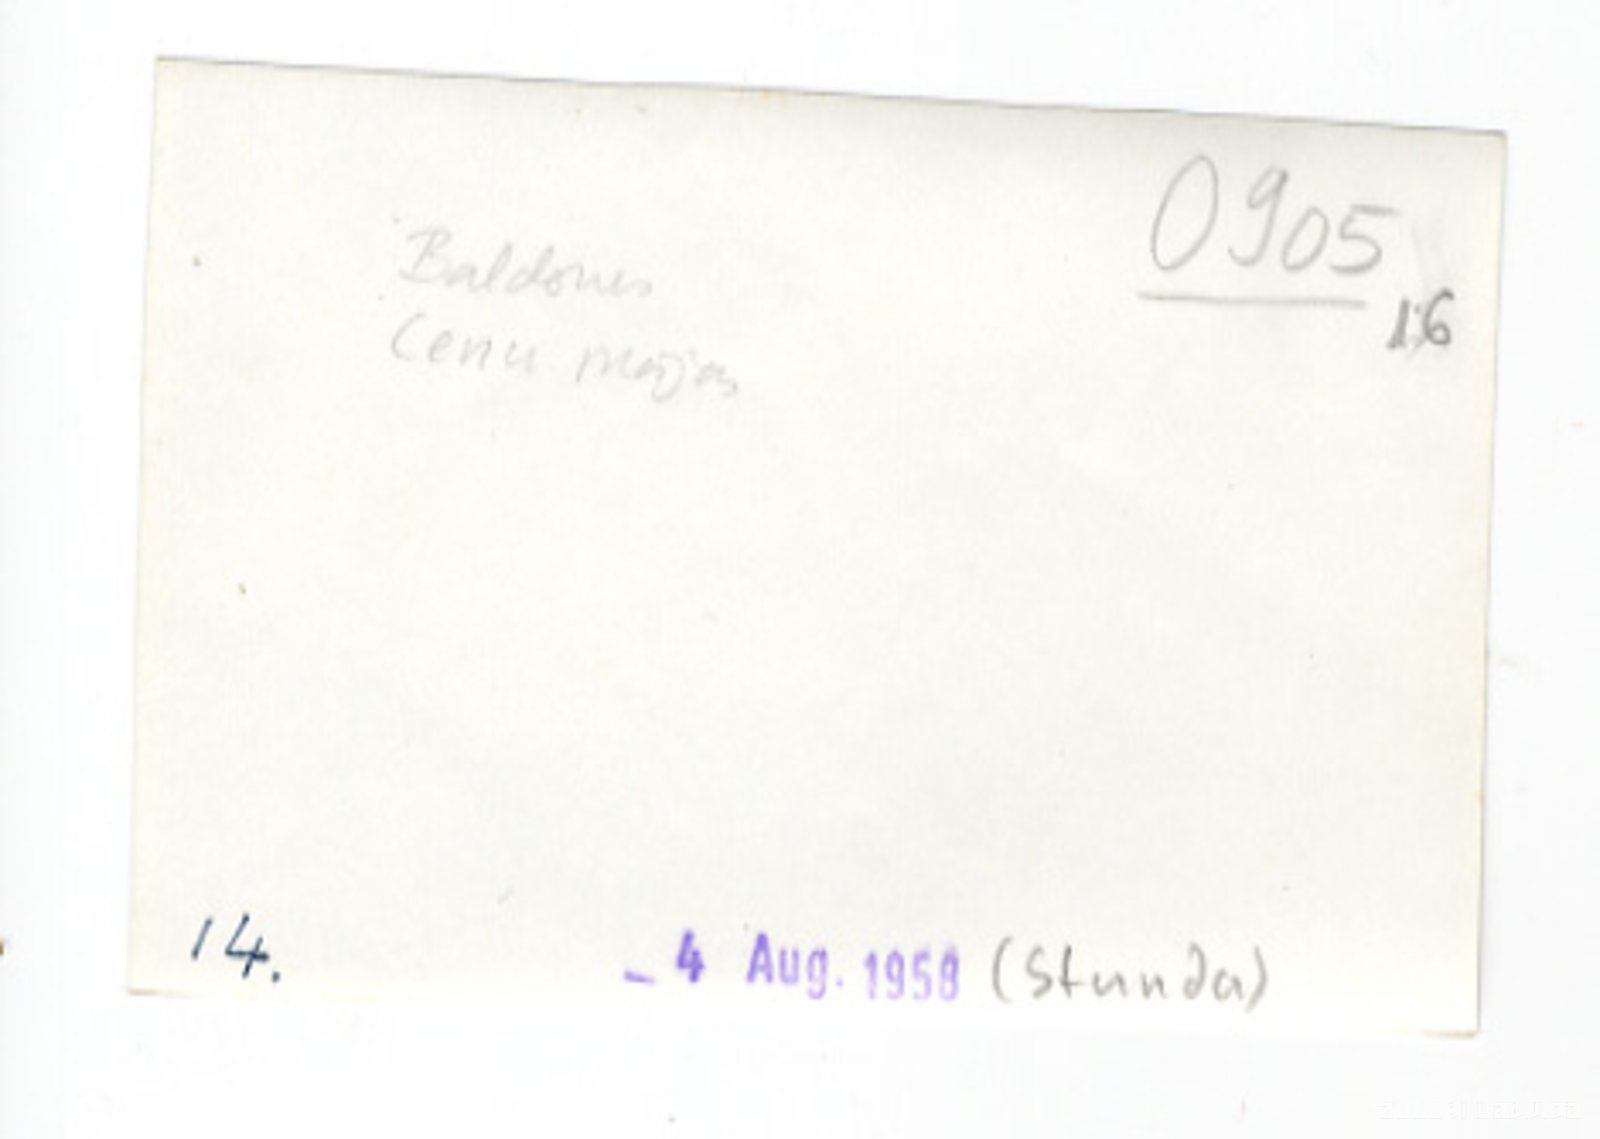 0905
16
Baldones
Cenu mājas
14.
- 4 Aug. 1958 (Stunda)